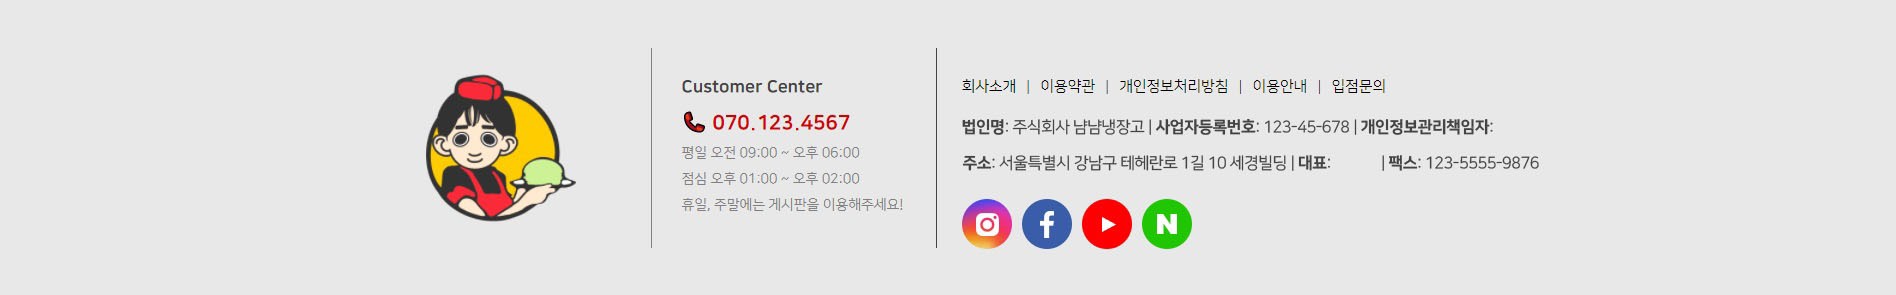 Customer Center
070.123.4567
평일 오전 09:00 ~ 오후 06:00
점심 오후 01:00 ~ 오후 02:00
휴일, 주말에는 게시판을 이용해주세요!
회사소개 | 이용약관 | 개인정보처리방침 | 이용안내 | 입점문의
법인명: 주식회사 냠냠냉장고 | 사업자등록번호: 123-45-678 | 개인정보관리책임자:
주소: 서울특별시 강남구 테헤란로 1길 10 세경빌딩 | 대표: | 팩스: 123-5555-9876
N